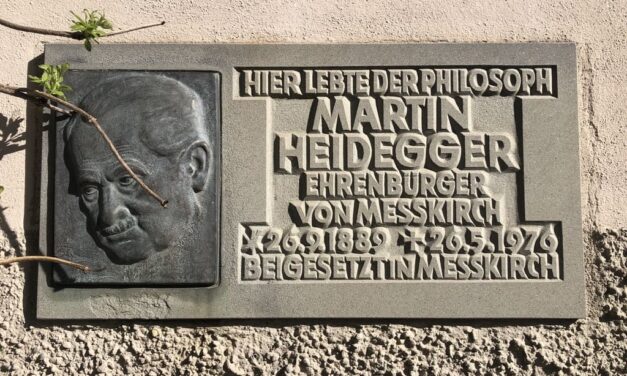 HIER LEBTE DER PHILOSOPH
MARTIN
HEIDEGGER
EHRENBÜRGER
VON MESSKIRCH
*26.9.1889 †26.5.1976
BEIGESETZT IN MESSKIRCH